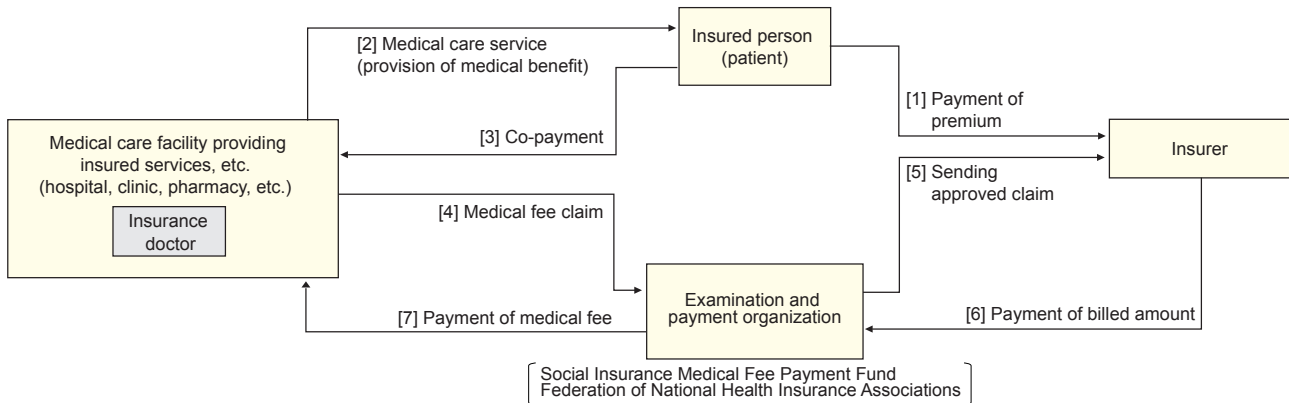 [2] Medical care service
(provision of medical benefit)
Insured person
(patient)
[1] Payment of
premium
[3] Co-payment
Medical care facility providing
insured services, etc.
(hospital, clinic, pharmacy, etc.)
Insurance
doctor
Insurer
[5] Sending
approved claim
[4] Medical fee claim
Examination and
payment organization
[7] Payment of medical fee
[6] Payment of billed amount
Social Insurance Medical Fee Payment Fund
Federation of National Health Insurance Associations